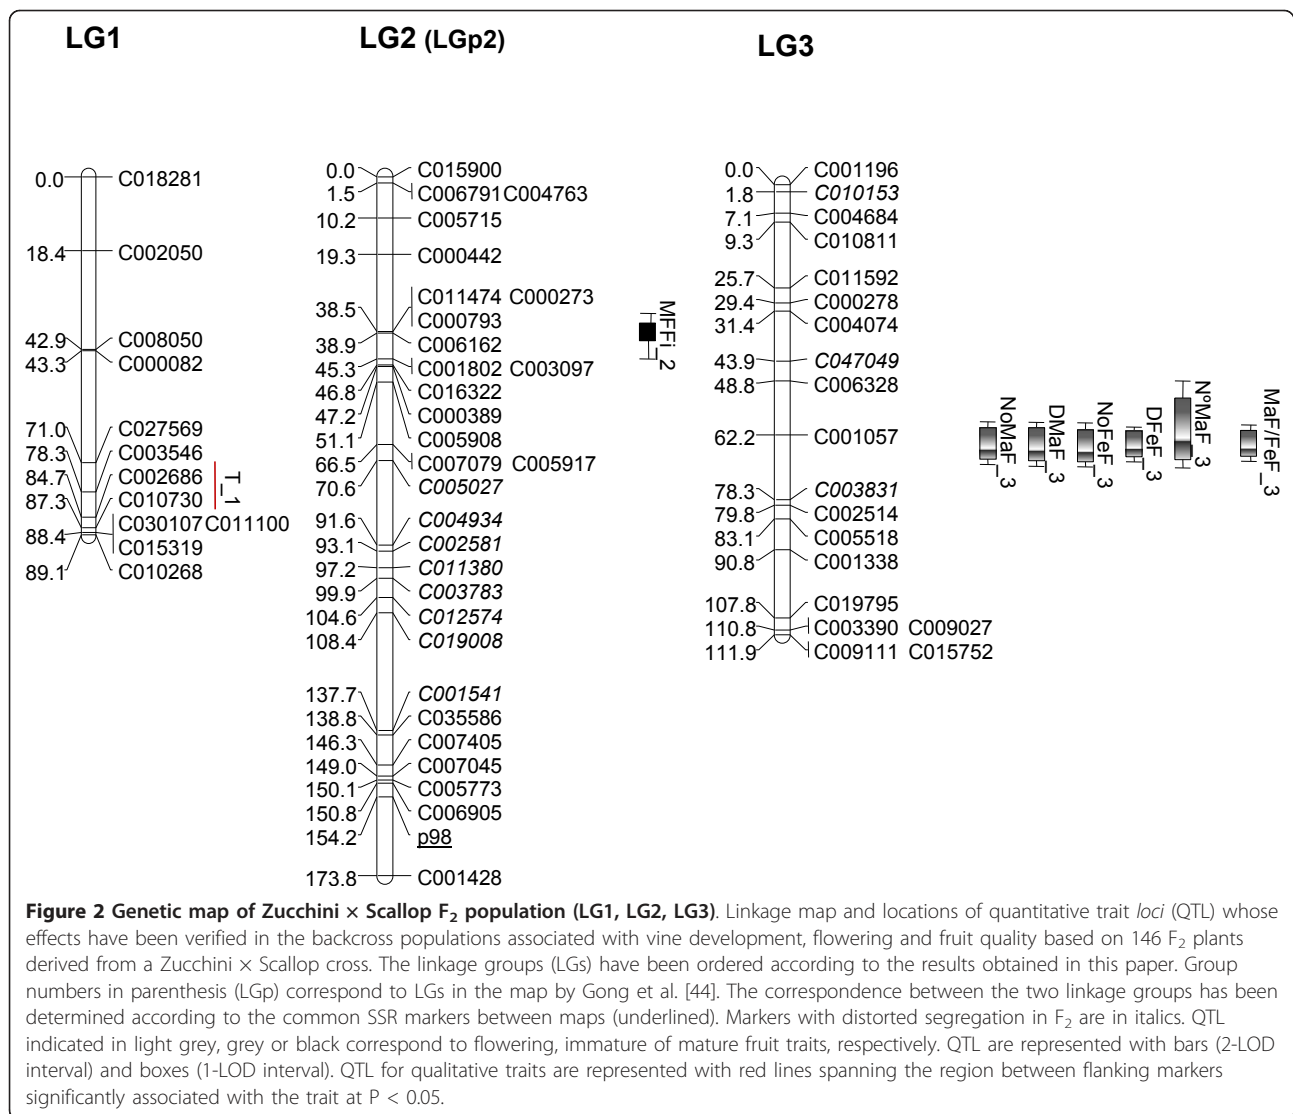 LG1
LG2 (LGp2)
LG3
0.0 C018281
18.4 C002050
42.9 C008050
43.3 C000082
71.0 C027569
78.3 C003546
84.7 C002686
87.3 C010730
88.4 C030107 C011100
C015319
89.1 C010268
T_1
0.0 C015900
1.5 C006791 C004763
10.2 C005715
19.3 C000442
38.5 C011474 C000273
C000793
38.9 C006162
45.3 C001802 C003097
46.8 C016322
47.2 C000389
51.1 C005908
66.5 C007079 C005917
70.6 C005027
91.6 C004934
93.1 C002581
97.2 C011380
99.9 C003783
104.6 C012574
108.4 C019008
137.7 C001541
138.8 C035586
146.3 C007405
149.0 C007045
150.1 C005773
150.8 C006905
154.2 p98
173.8 C001428
MFFi_2
0.0 C001196
1.8 C010153
7.1 C004684
9.3 C010811
25.7 C011592
29.4 C000278
31.4 C004074
43.9 C047049
48.8 C006328
62.2 C001057
78.3 C003831
79.8 C002514
83.1 C005518
90.8 C001338
107.8 C019795
110.8 C003390 C009027
111.9 C009111 C015752
NoMaF_3
DMaF_3
NoFeF_3
DFeF_3
NºMaF_3
MaF/FeF_3
Figure 2 Genetic map of Zucchini × Scallop F2 population (LG1, LG2, LG3). Linkage map and locations of quantitative trait loci (QTL) whose
effects have been verified in the backcross populations associated with vine development, flowering and fruit quality based on 146 F2 plants
derived from a Zucchini × Scallop cross. The linkage groups (LGs) have been ordered according to the results obtained in this paper. Group
numbers in parenthesis (LGp) correspond to LGs in the map by Gong et al. [44]. The correspondence between the two linkage groups has been
determined according to the common SSR markers between maps (underlined). Markers with distorted segregation in F2 are in italics. QTL
indicated in light grey, grey or black correspond to flowering, immature of mature fruit traits, respectively. QTL are represented with bars (2-LOD
interval) and boxes (1-LOD interval). QTL for qualitative traits are represented with red lines spanning the region between flanking markers
significantly associated with the trait at P < 0.05.